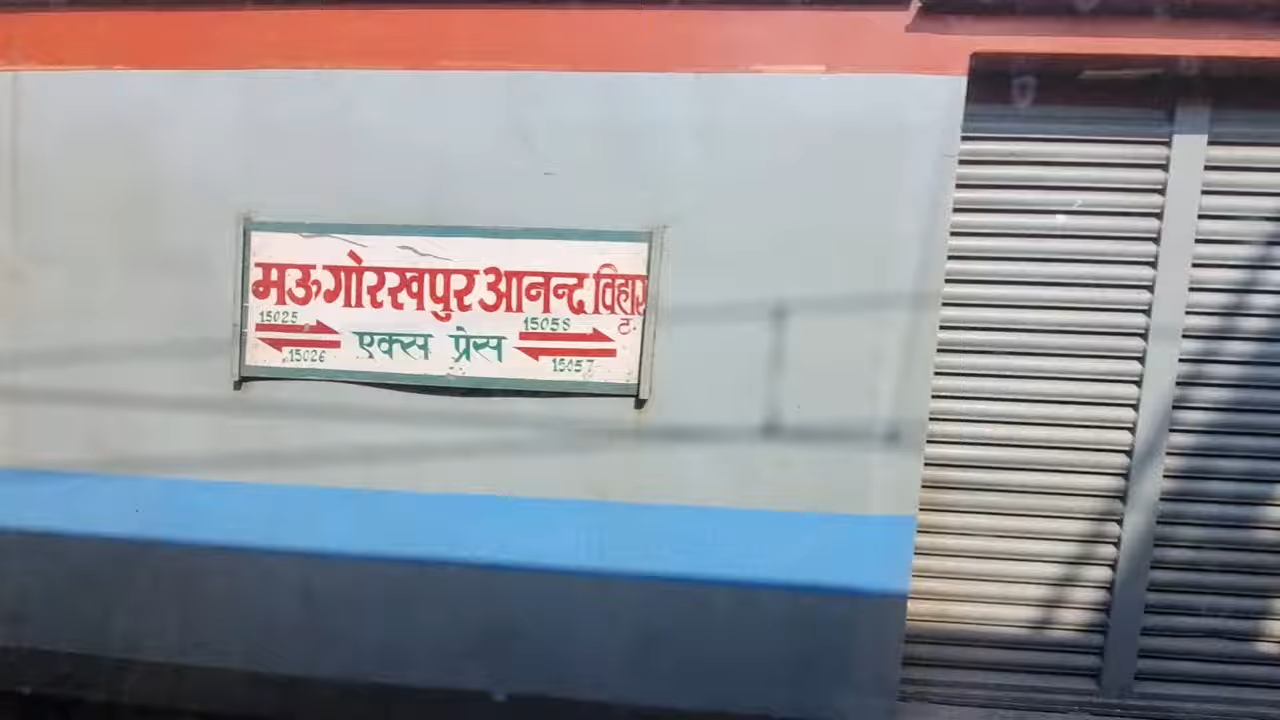 मऊ गोरखपुर आनन्द विहार
ट.
15025 15058
एक्स प्रेस
15026 15057